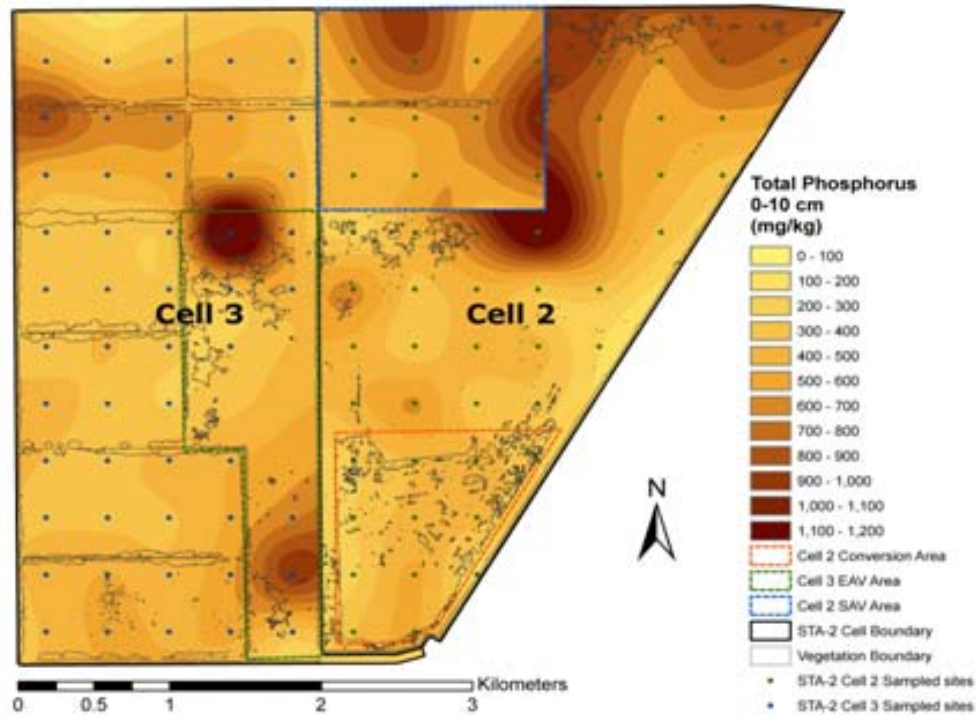 Cell 3
Cell 2
Total Phosphorus
0-10 cm
(mg/kg)
0 - 100
100 - 200
200 - 300
300 - 400
400 - 500
500 - 600
600 - 700
700 - 800
800 - 900
900 - 1,000
1,000 - 1,100
1,100 - 1,200
Cell 2 Conversion Area
Cell 3 EAV Area
Cell 2 SAV Area
STA-2 Cell Boundary
Vegetation Boundary
STA-2 Cell 2 Sampled sites
STA-2 Cell 3 Sampled sites
N
Kilometers
0 0.5 1 2 3